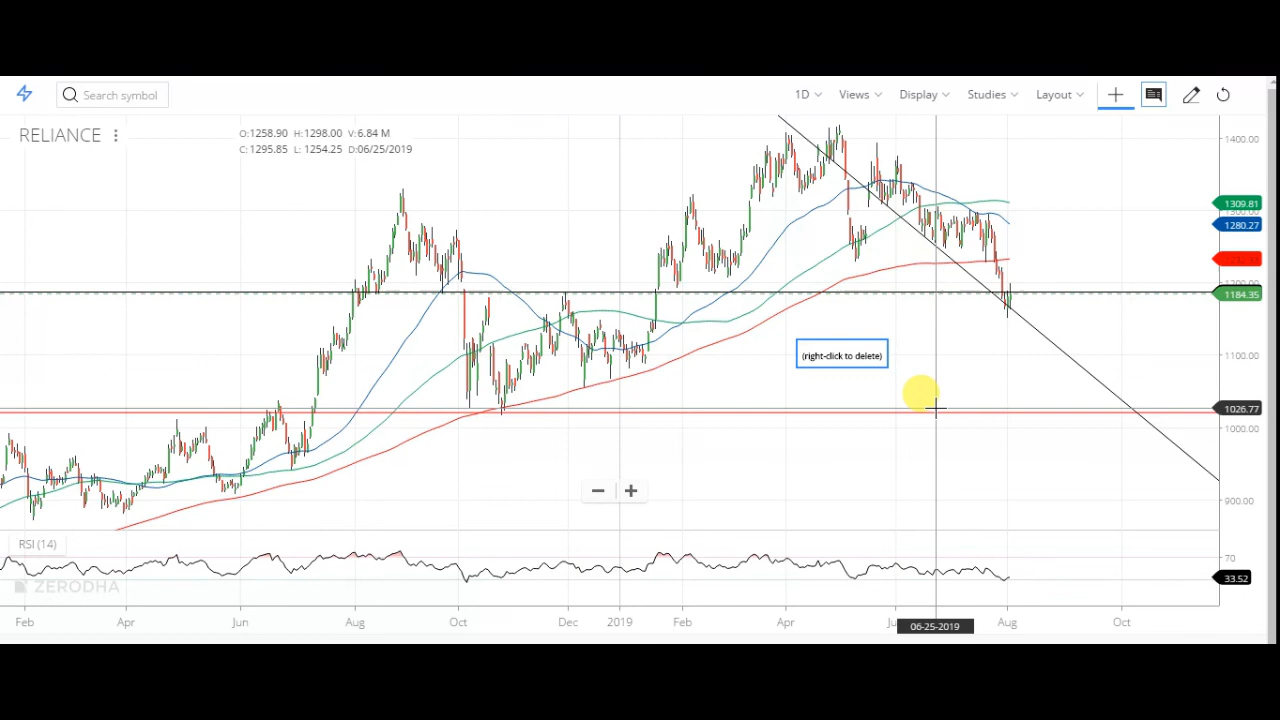 Search symbol
1D Views Display Studies Layout
RELIANCE
O:1258.90 H:1298.00 V:6.84 M
C:1295.85 L: 1254.25 D:06/25/2019
1400.00
1309.81
1280.27
1184.35
(right-click to delete)
1100.00
1026.77
1000.00
900.00
RSI (14)
70
33.52
ZERODHA
Feb Apr Jun Aug Oct Dec 2019 Feb Apr Aug Oct
06-25-2019